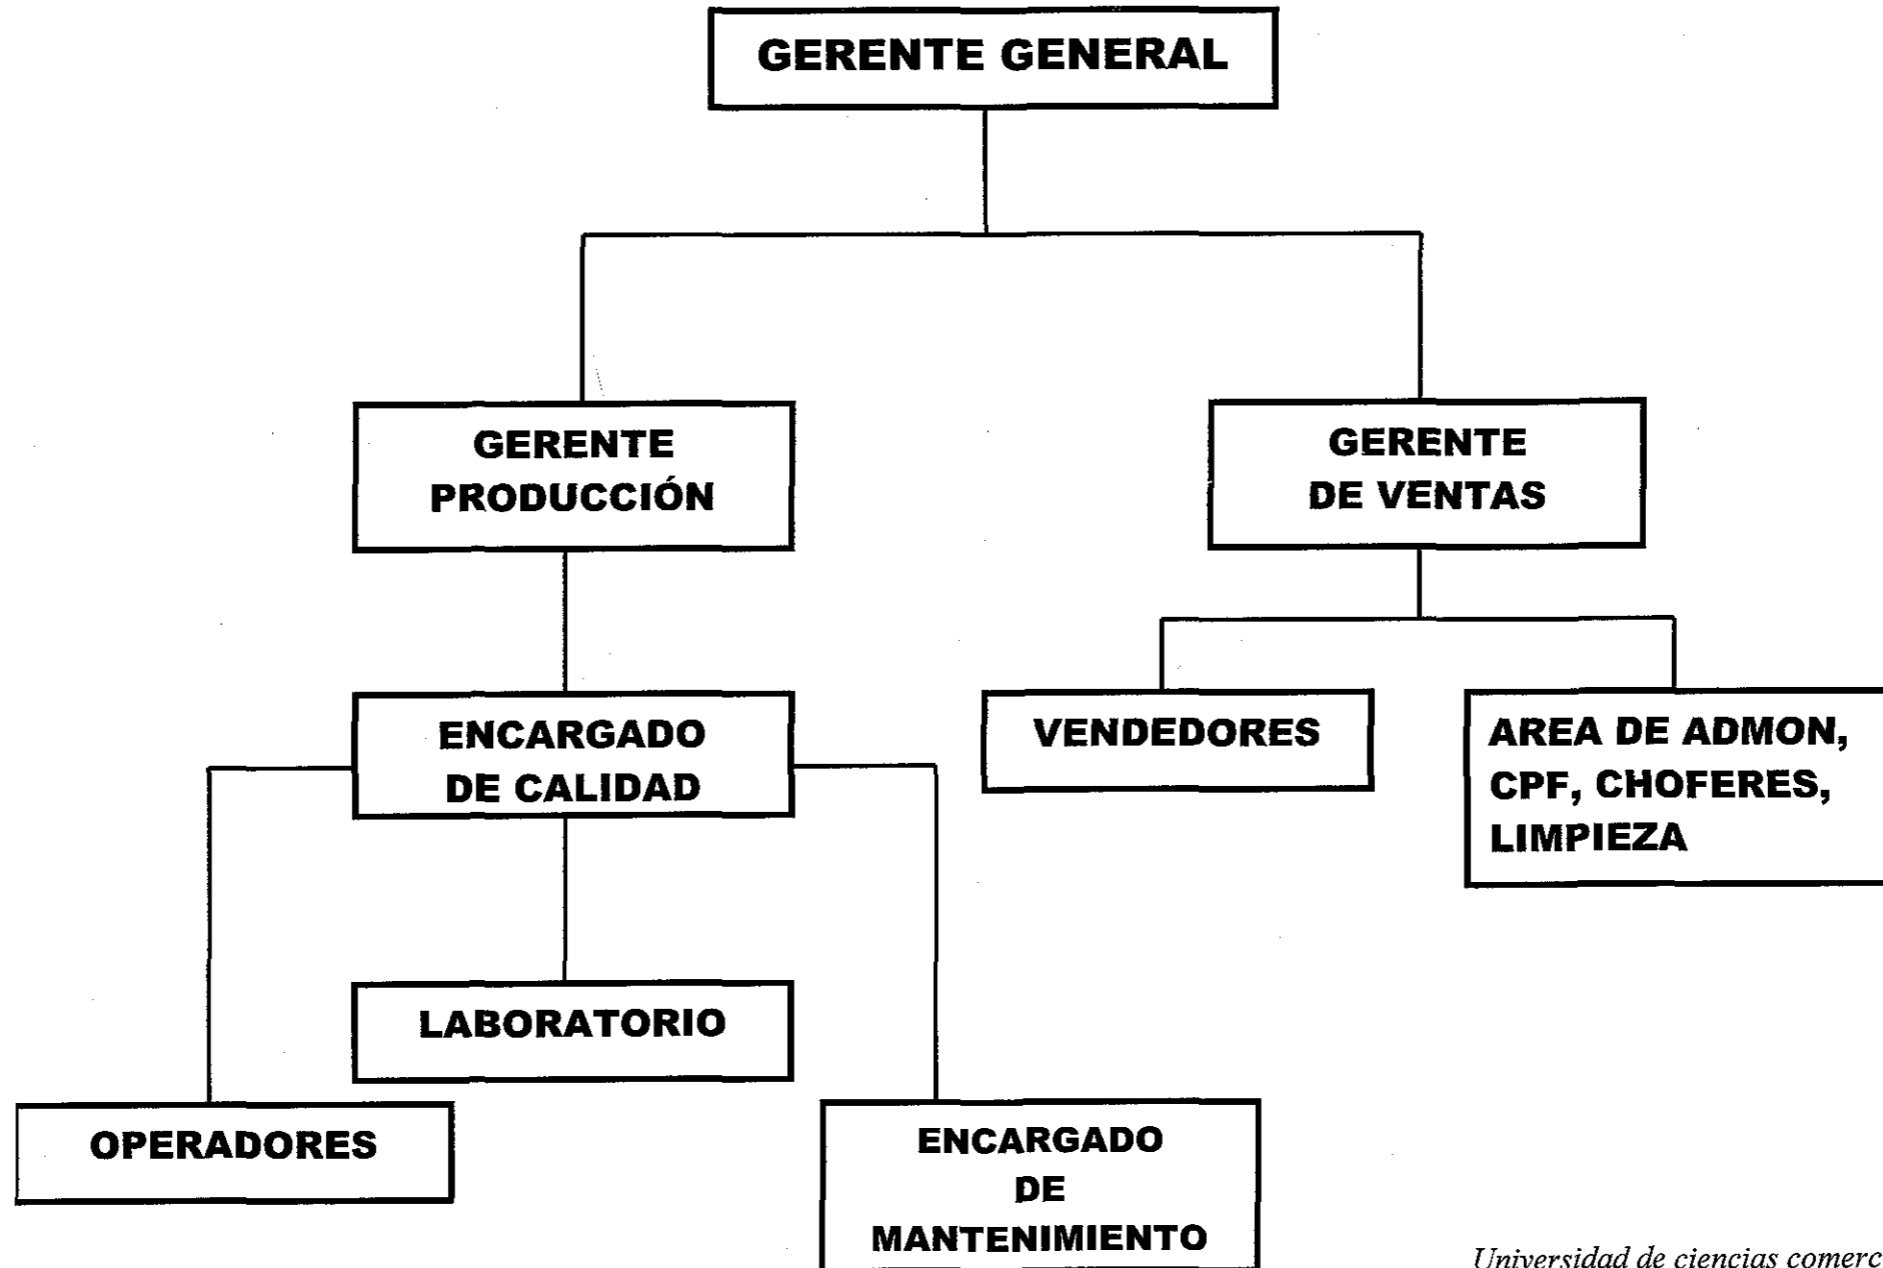 GERENTE GENERAL
GERENTE
PRODUCCIÓN
GERENTE
DE VENTAS
ENCARGADO
DE CALIDAD
VENDEDORES
AREA DE ADMON,
CPF, CHOFERES,
LIMPIEZA
LABORATORIO
OPERADORES
ENCARGADO
DE
MANTENIMIENTO
Universidad de ciencias